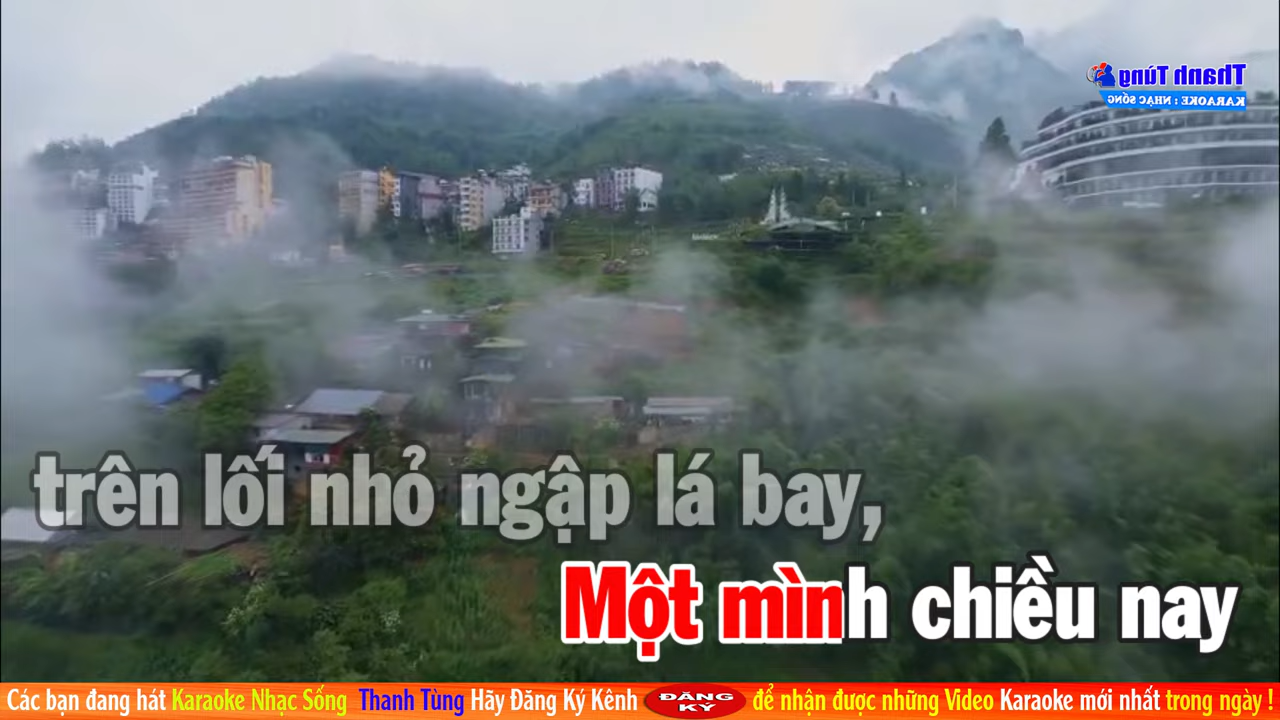 Thanh Tùng
KARAOKE : NHẠC SỐNG
trên lối nhỏ ngập lá bay,
Một mình chiều nay
Các bạn đang hát Karaoke Nhạc Sống Thanh Tùng Hãy Đăng Ký Kênh ĐĂNG KÝ để nhận được những Video Karaoke mới nhất trong ngày !